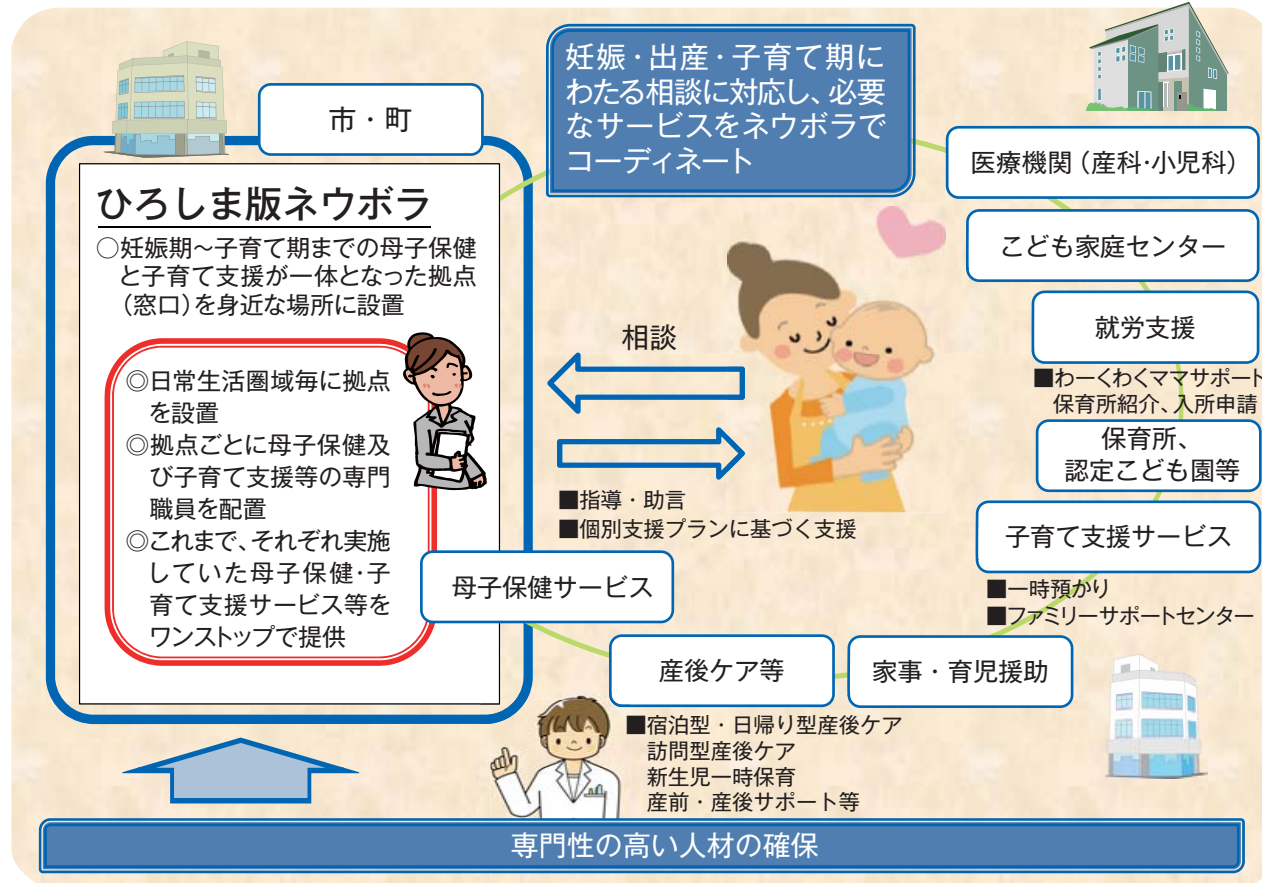 市・町
妊娠・出産・子育て期に
わたる相談に対応し、必要
なサービスをネウボラで
コーディネート
ひろしま版ネウボラ
○妊娠期～子育て期までの母子保健
と子育て支援が一体となった拠点
（窓口）を身近な場所に設置
◎日常生活圏域毎に拠点
を設置
◎拠点ごとに母子保健及
び子育て支援等の専門
職員を配置
◎これまで、それぞれ実施
していた母子保健・子
育て支援サービス等を
ワンストップで提供
相談
■指導・助言
■個別支援プランに基づく支援
医療機関（産科・小児科）
こども家庭センター
就労支援
■わーくわくママサポート
保育所紹介、入所申請
保育所、
認定こども園等
子育て支援サービス
■一時預かり
■ファミリーサポートセンター
家事・育児援助
産後ケア等
■宿泊型・日帰り型産後ケア
訪問型産後ケア
新生児一時保育
産前・産後サポート等
母子保健サービス
専門性の高い人材の確保